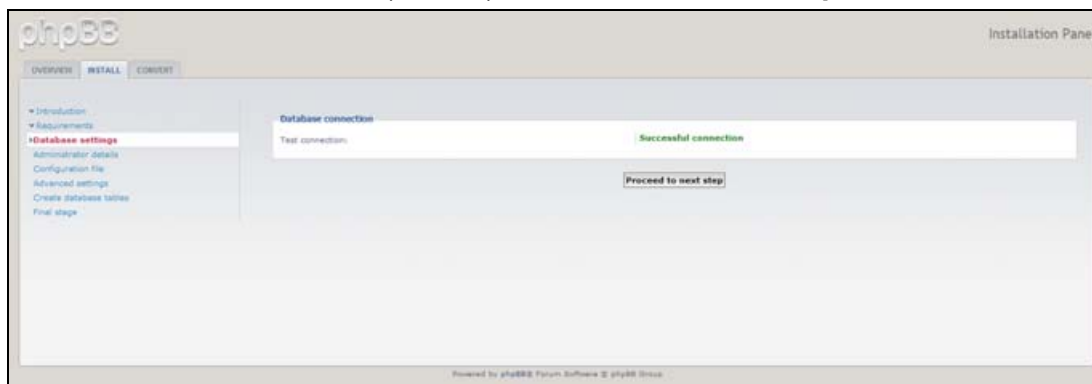 phpBB
Installation Pane
OVERVIEW INSTALL CONVERT
Introduction
Requirements
Database settings
Administrator details
Configuration file
Advanced settings
Create database tables
Final stage
Database connection
Test connection:
Successful connection
Proceed to next step
Powered by phpBB® Forum Software © phpBB Group